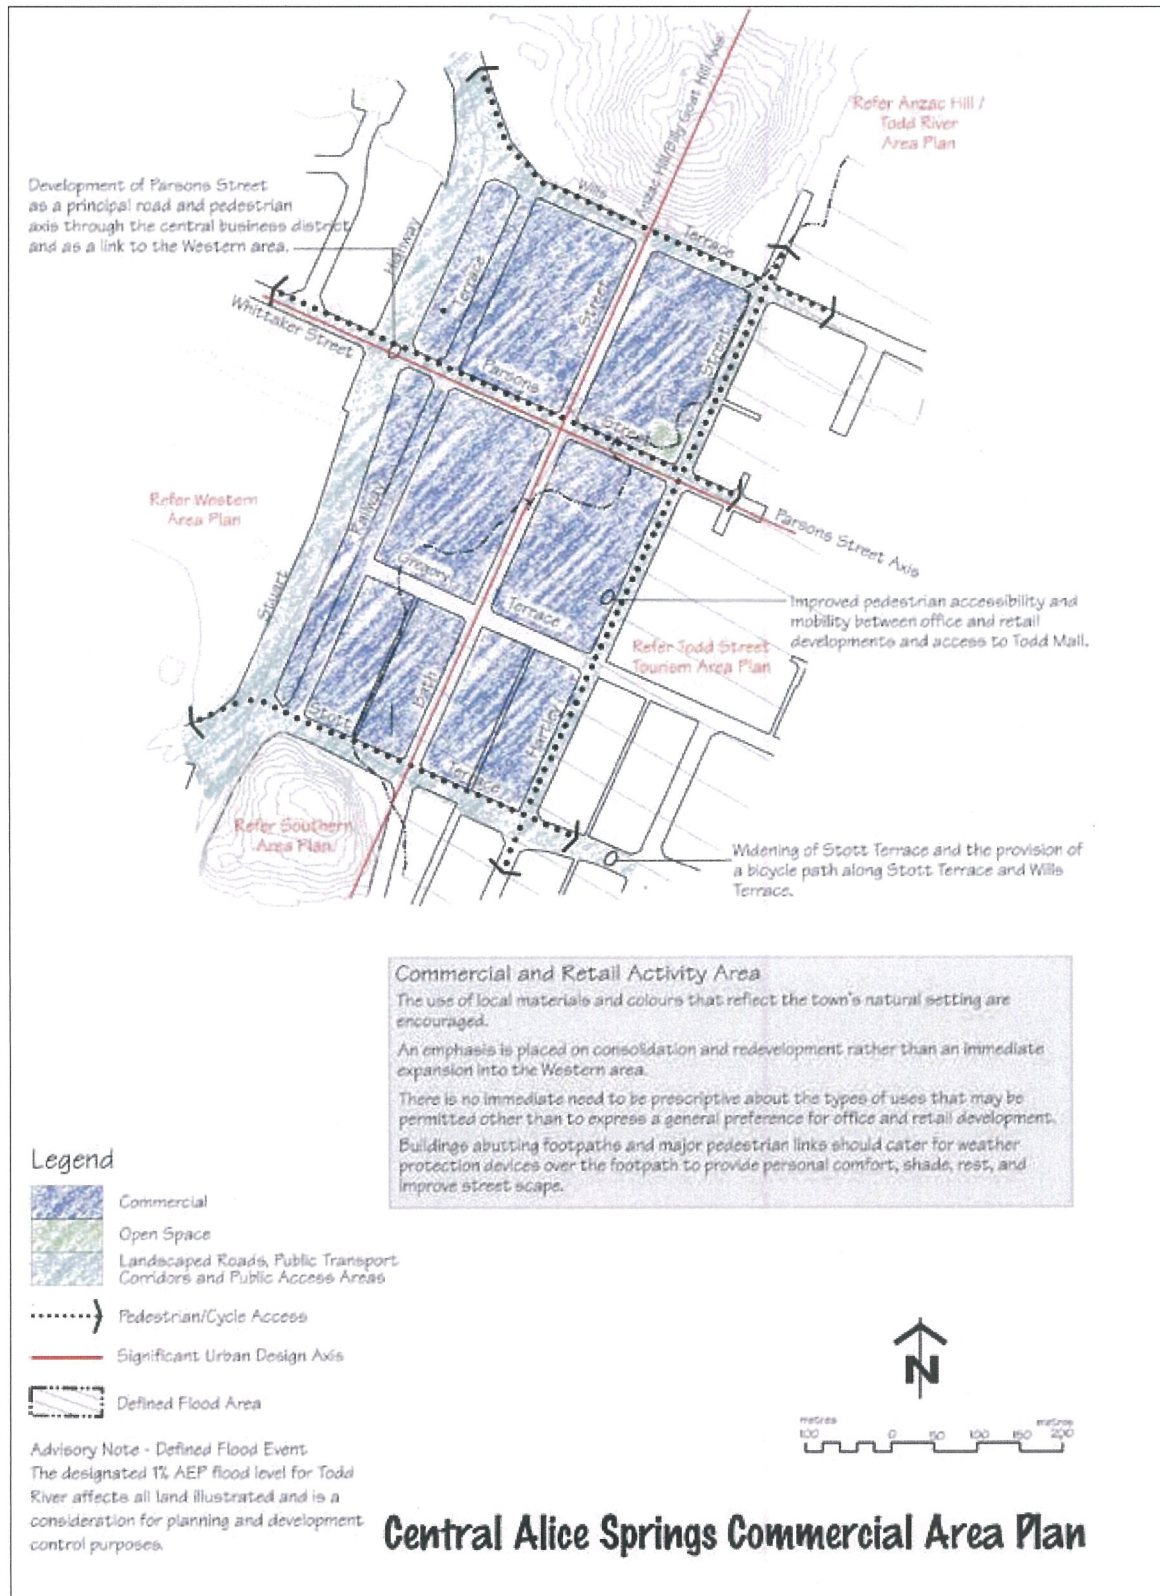 Anzac Hill/Billy Goat Hill Axis
Refer Anzac Hill /
Todd River
Area Plan
Development of Parsons Street
as a principal road and pedestrian
axis through the central business district
and as a link to the Western area.
Wills
Terrace
Highway
Terrace
Street
Street
Whittaker Street
Parsons
Street
Refer Western
Area Plan
Railway
Parsons Street Axis
Gregory
Terrace
Stuart
Improved pedestrian accessibility and
mobility between office and retail
developments and access to Todd Mall.
Refer Todd Street
Tourism Area Plan
Bath
Hartley
Stott
Terrace
Refer Southern
Area Plan
Widening of Stott Terrace and the provision of
a bicycle path along Stott Terrace and Wills
Terrace.
Commercial and Retail Activity Area
The use of local materials and colours that reflect the town's natural setting are
encouraged.
An emphasis is placed on consolidation and redevelopment rather than an immediate
expansion into the Western area.
There is no immediate need to be prescriptive about the types of uses that may be
permitted other than to express a general preference for office and retail development.
Buildings abutting footpaths and major pedestrian links should cater for weather
protection devices over the footpath to provide personal comfort, shade, rest, and
improve street scape.
Legend
Commercial
Open Space
Landscaped Roads, Public Transport
Corridors and Public Access Areas
Pedestrian/Cycle Access
Significant Urban Design Axis
Defined Flood Area
Advisory Note - Defined Flood Event
The designated 1% AEP flood level for Todd
River affects all land illustrated and is a
consideration for planning and development
control purposes.
N
metres metres
100 0 50 100 150 200
Central Alice Springs Commercial Area Plan